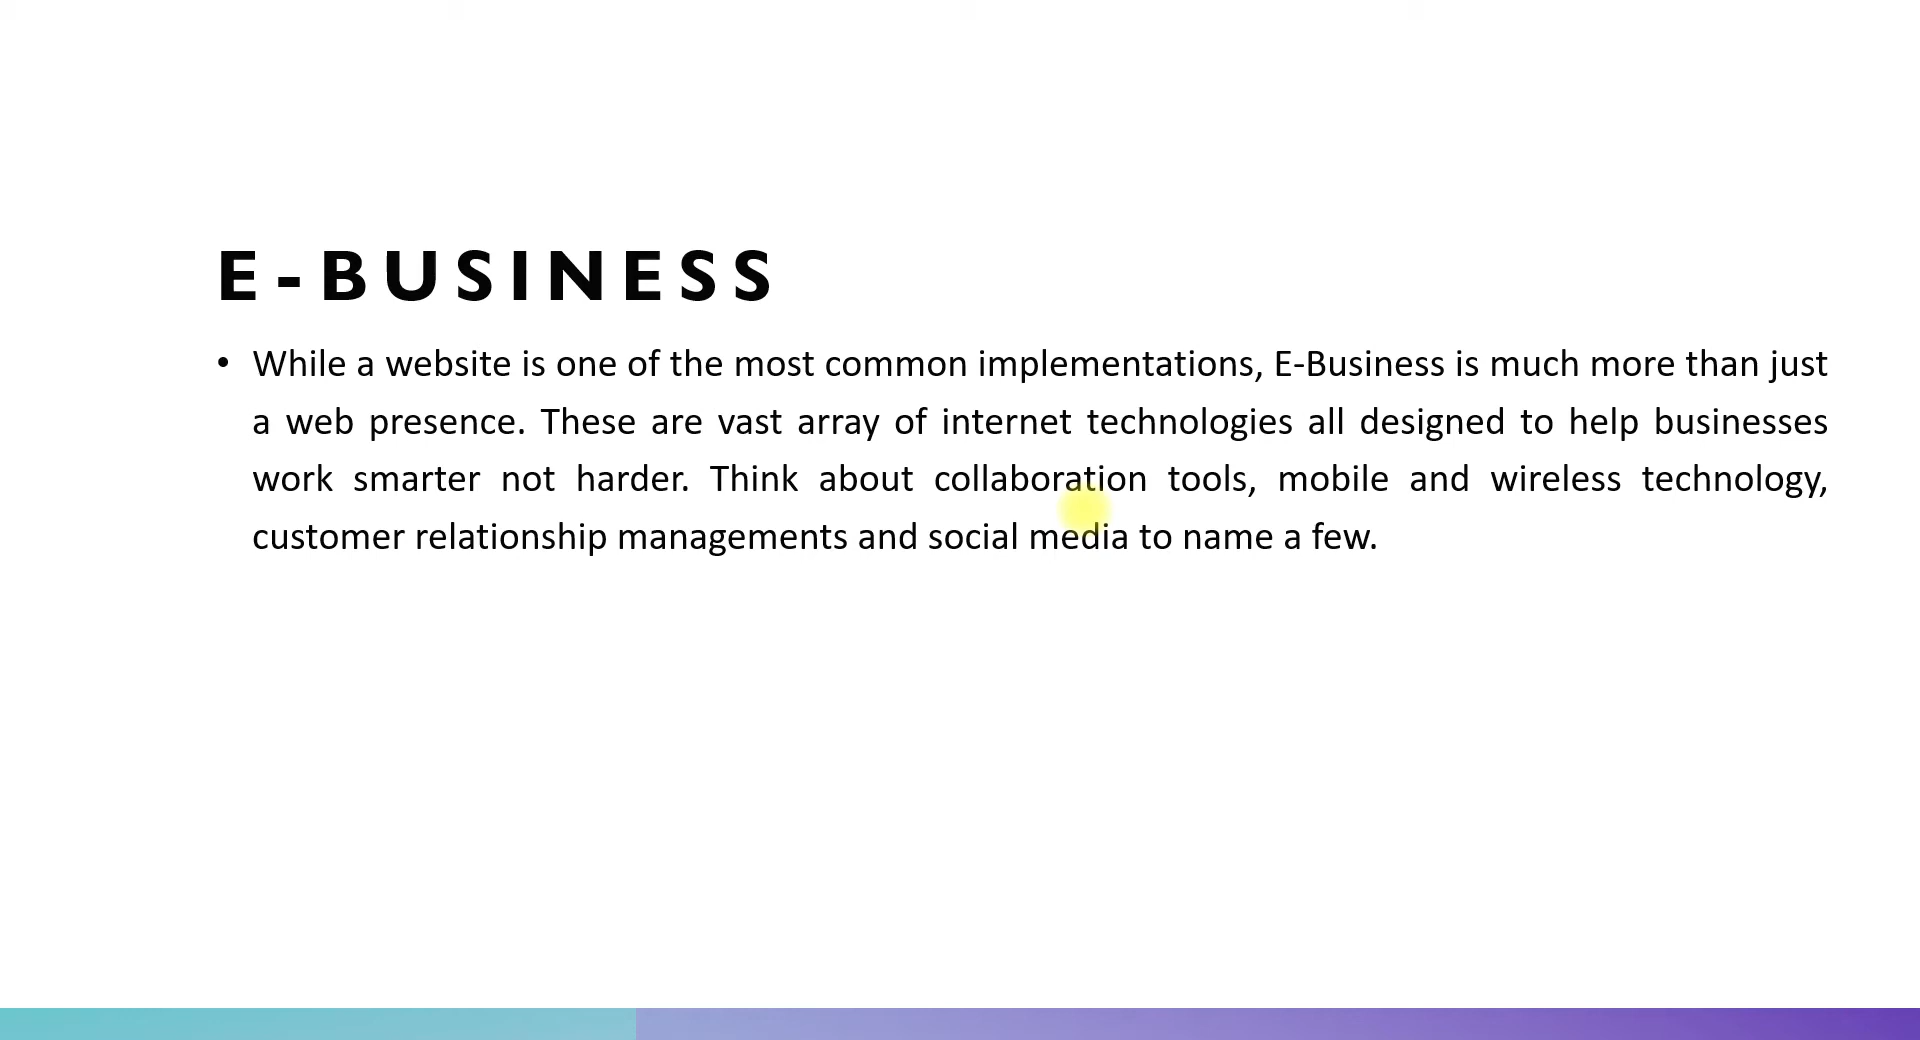 E-BUSINESS
• While a website is one of the most common implementations, E-Business is much more than just
a web presence. These are vast array of internet technologies all designed to help businesses
work smarter not harder. Think about collaboration tools, mobile and wireless technology,
customer relationship managements and social media to name a few.